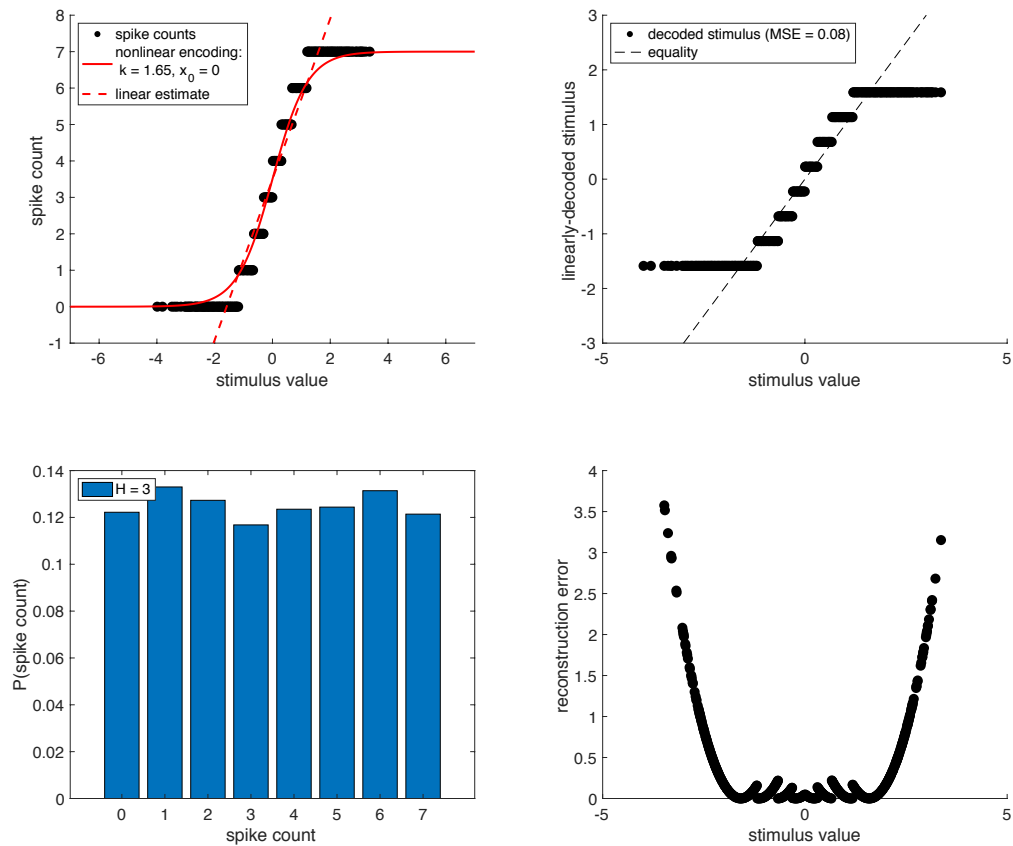 8
7
6
5
4
3
2
1
0
-1
spike count
spike counts
nonlinear encoding:
k = 1.65, x0 = 0
linear estimate
-6 -4 -2 0 2 4 6
stimulus value
3
2
1
0
-1
-2
-3
linearly-decoded stimulus
decoded stimulus (MSE = 0.08)
equality
-5 0 5
stimulus value
0.14
0.12
0.1
0.08
0.06
0.04
0.02
0
P(spike count)
H = 3
0 1 2 3 4 5 6 7
spike count
4
3.5
3
2.5
2
1.5
1
0.5
0
reconstruction error
-5 0 5
stimulus value